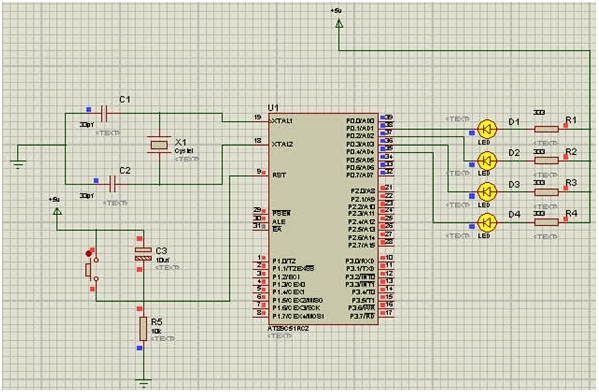 +5v
U1
C1
33pf
<TEXT>
X1
Crystal
<TEXT>
C2
33pf
<TEXT>
+5v
C3
10uf
<TEXT>
R5
10k
<TEXT>
19
XTAL1
18
XTAL2
9
RST
29
PSEN
30
ALE
31
EA
1
P1.0/T2
2
P1.1/T2EX
3
P1.2/ECI
4
P1.3/CEX0
5
P1.4/CEX1
6
P1.5/CEX2/MISO
7
P1.6/CEX3/SCK
8
P1.7/CEX4/MOSI
P0.0/AD0
39
P0.1/AD1
38
P0.2/AD2
37
P0.3/AD3
36
P0.4/AD4
35
P0.5/AD5
34
P0.6/AD6
33
P0.7/AD7
32
P2.0/A8
21
P2.1/A9
22
P2.2/A10
23
P2.3/A11
24
P2.4/A12
25
P2.5/A13
26
P2.6/A14
27
P2.7/A15
28
P3.0/RXD
10
P3.1/TXD
11
P3.2/INT0
12
P3.3/INT1
13
P3.4/T0
14
P3.5/T1
15
P3.6/WR
16
P3.7/RD
17
AT89C51RC2
<TEXT>
D1
LED
<TEXT>
330
R1
<TEXT>
D2
LED
<TEXT>
330
R2
<TEXT>
D3
LED
<TEXT>
330
R3
<TEXT>
D4
LED
<TEXT>
330
R4
<TEXT>